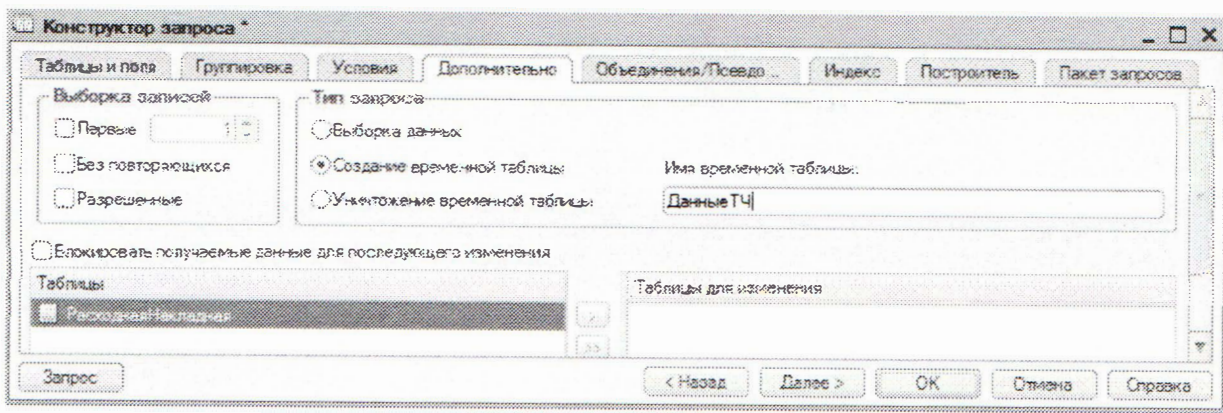 Конструктор запроса *
Таблицы и поля Группировка Условия Дополнительно Объединения/Псевдо ... Индекс Построитель Пакет запросов
Выборка записей Тип запроса
Первые 1 Выборка данных
Без повторяющихся Создание временной таблицы Имя временной таблицы:
Разрешенные Уничтожение временной таблицы ДанныеТЧ
Блокировать получаемые данные для последующего изменения
Таблицы Таблицы для изменения
РасходнаяНакладная >
>>
Запрос < Назад Далее > ОК Отмена Справка